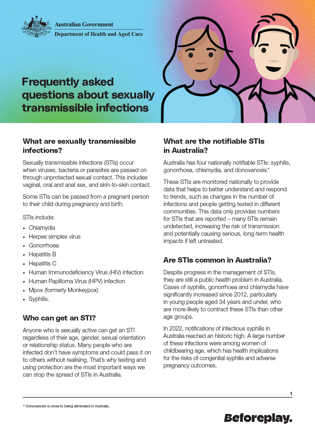 Australian Government
Department of Health and Aged Care
Frequently asked
questions about sexually
transmissible infections
What are sexually transmissible
infections?
Sexually transmissible infections (STIs) occur
when viruses, bacteria or parasites are passed on
through unprotected sexual contact. This includes
vaginal, oral and anal sex, and skin-to-skin contact.
Some STIs can be passed from a pregnant person
to their child during pregnancy and birth.
STIs include:
• Chlamydia
• Herpes simplex virus
• Gonorrhoea
• Hepatitis B
• Hepatitis C
• Human Immunodeficiency Virus (HIV) infection
• Human Papilloma Virus (HPV) infection
• Mpox (formerly Monkeypox)
• Syphilis.
Who can get an STI?
Anyone who is sexually active can get an STI
regardless of their age, gender, sexual orientation
or relationship status. Many people who are
infected don't have symptoms and could pass it on
to others without realising. That's why testing and
using protection are the most important ways we
can stop the spread of STIs in Australia.
What are the notifiable STIs
in Australia?
Australia has four nationally notifiable STIs: syphilis,
gonorrhoea, chlamydia, and donovanosis.*
These STIs are monitored nationally to provide
data that helps to better understand and respond
to trends, such as changes in the number of
infections and people getting tested in different
communities. This data only provides numbers
for STIs that are reported – many STIs remain
undetected, increasing the risk of transmission
and potentially causing serious, long-term health
impacts if left untreated.
Are STIs common in Australia?
Despite progress in the management of STIs,
they are still a public health problem in Australia.
Cases of syphilis, gonorrhoea and chlamydia have
significantly increased since 2012, particularly
in young people aged 34 years and under, who
are more likely to contract these STIs than other
age groups.
In 2022, notifications of infectious syphilis in
Australia reached an historic high. A large number
of these infections were among women of
childbearing age, which has health implications
for the risks of congenital syphilis and adverse
pregnancy outcomes.
1
* Donovanosis is close to being eliminated in Australia.
Beforeplay.